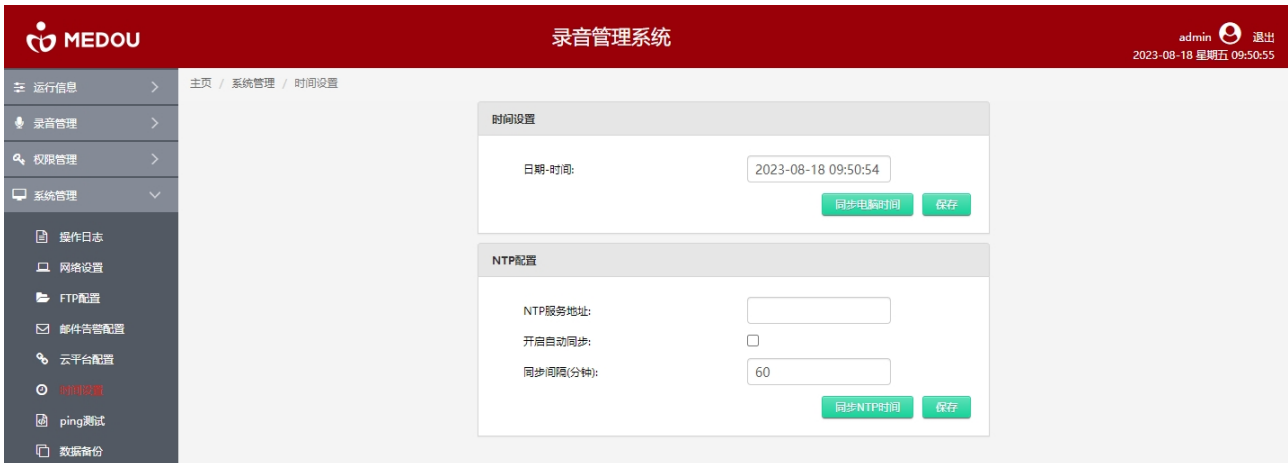 MEDOU
录音管理系统
admin 退出
2023-08-18 星期五 09:50:55
运行信息
录音管理
权限管理
系统管理
操作日志
网络设置
FTP配置
邮件告警配置
云平台配置
时间设置
ping测试
数据备份
主页 / 系统管理 / 时间设置
时间设置
日期-时间: 2023-08-18 09:50:54
同步电脑时间 保存
NTP配置
NTP服务地址:
开启自动同步:
同步间隔(分钟): 60
同步NTP时间 保存